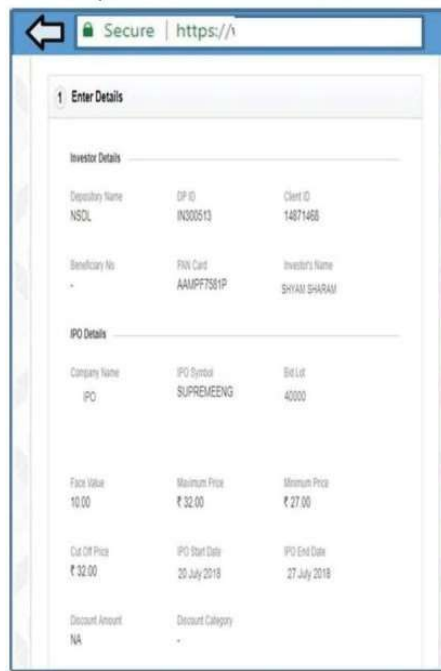 Secure | https://
1 Enter Details
Investor Details
Depository Name DP ID Client ID
NSDL IN300513 14871468
Beneficiary No PAN Card Investor's Name
- AAMPF7581P SHYAM SHARAM
IPO Details
Company Name IPO Symbol Bid Lot
IPO SUPREMEENG 40000
Face Value Maximum Price Minimum Price
10.00 ₹ 32.00 ₹ 27.00
Cut Off Price IPO Start Date IPO End Date
₹ 32.00 20 July 2018 27 July 2018
Discount Amount Discount Category
NA -